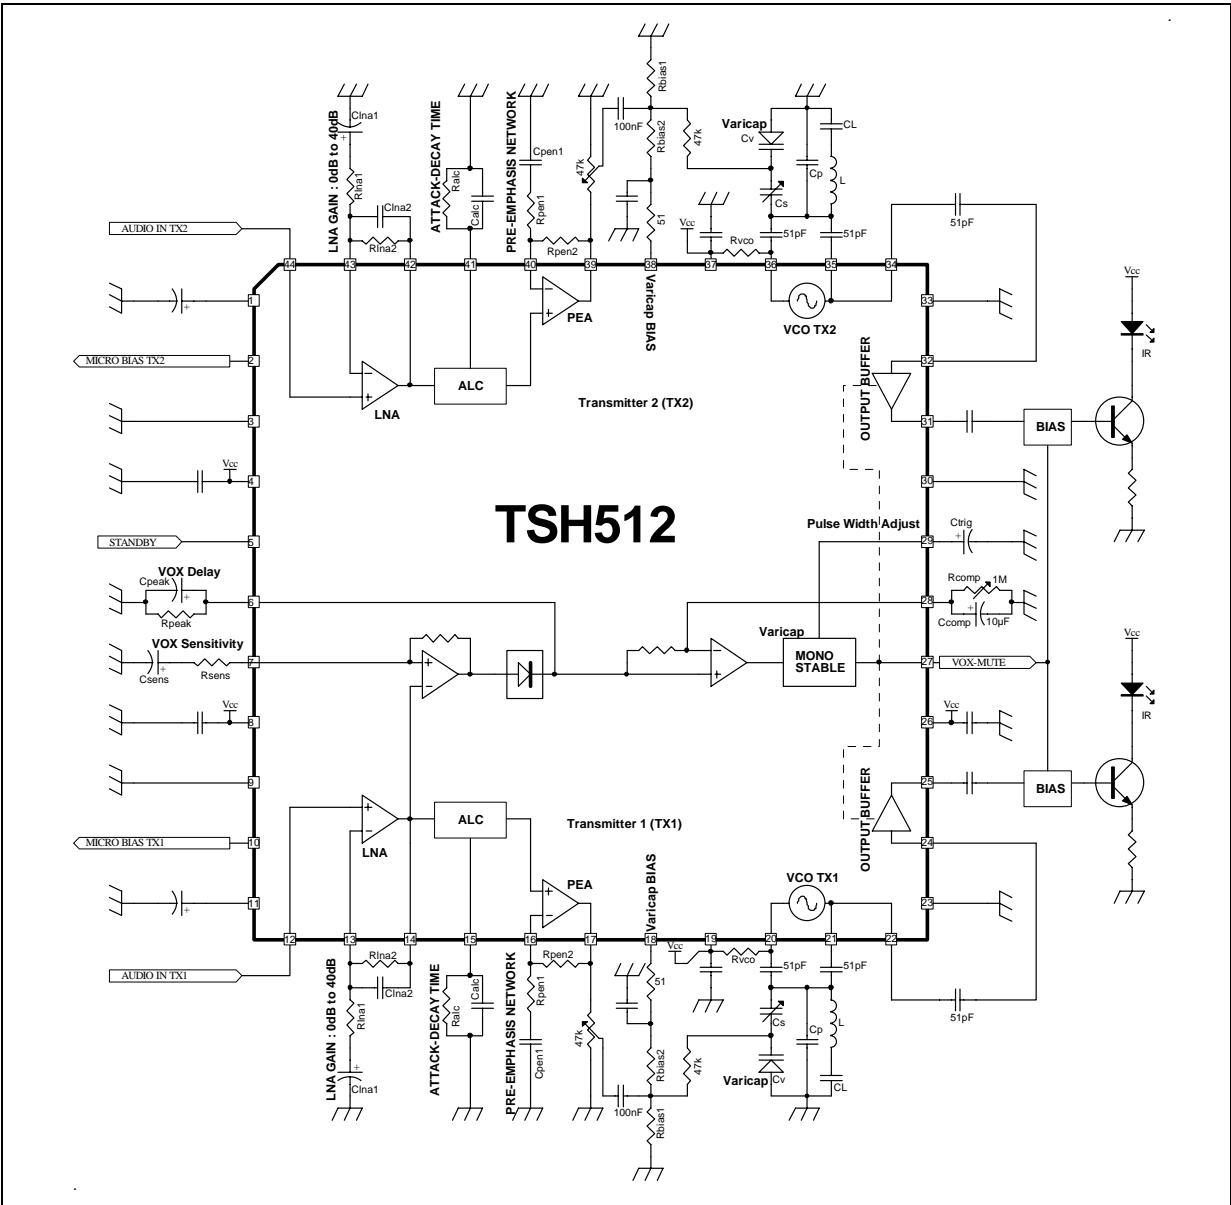 Rbias1
LNA GAIN : 0dB to 40dB
Clna1
+
ATTACK-DECAY TIME
PRE-EMPHASIS NETWORK
100nF
Varicap
Cv
CL
Cpen1
Rbias2
47k
Cp
L
Rlna1
Ralc
Calc
Rpen1
47k
Cs
Clna2
Rlna2
Rpen2
51
Vcc
Rvco
51pF
51pF
51pF
AUDIO IN TX2
44
43
42
41
40
39
38
37
36
35
34
Varicap BIAS
PEA
VCO TX2
1
+
33
Vcc
IR
MICRO BIAS TX2
2
32
OUTPUT BUFFER
LNA
ALC
Transmitter 2 (TX2)
3
31
BIAS
Vcc
4
30
TSH512
Pulse Width Adjust
Ctrig
+
29
STANDBY
5
VOX Delay
Cpeak
+
Rpeak
6
Rcomp
1M
28
Ccomp
+
10µF
VOX Sensitivity
Csens
+
Rsens
7
Varicap
MONO
STABLE
27
VOX-MUTE
Vcc
IR
Vcc
8
26
Vcc
9
25
BIAS
OUTPUT BUFFER
LNA
ALC
Transmitter 1 (TX1)
MICRO BIAS TX1
10
24
PEA
Varicap BIAS
VCO TX1
11
+
23
12
13
14
15
16
17
18
19
20
21
22
AUDIO IN TX1
LNA GAIN : 0dB to 40dB
Rlna2
Clna2
Rlna1
+
Clna1
ATTACK-DECAY TIME
Ralc
Calc
PRE-EMPHASIS NETWORK
Rpen2
Rpen1
Cpen1
47k
100nF
51
Rbias2
Rbias1
Vcc
Rvco
47k
51pF
51pF
51pF
Cs
Cp
L
Varicap
Cv
CL